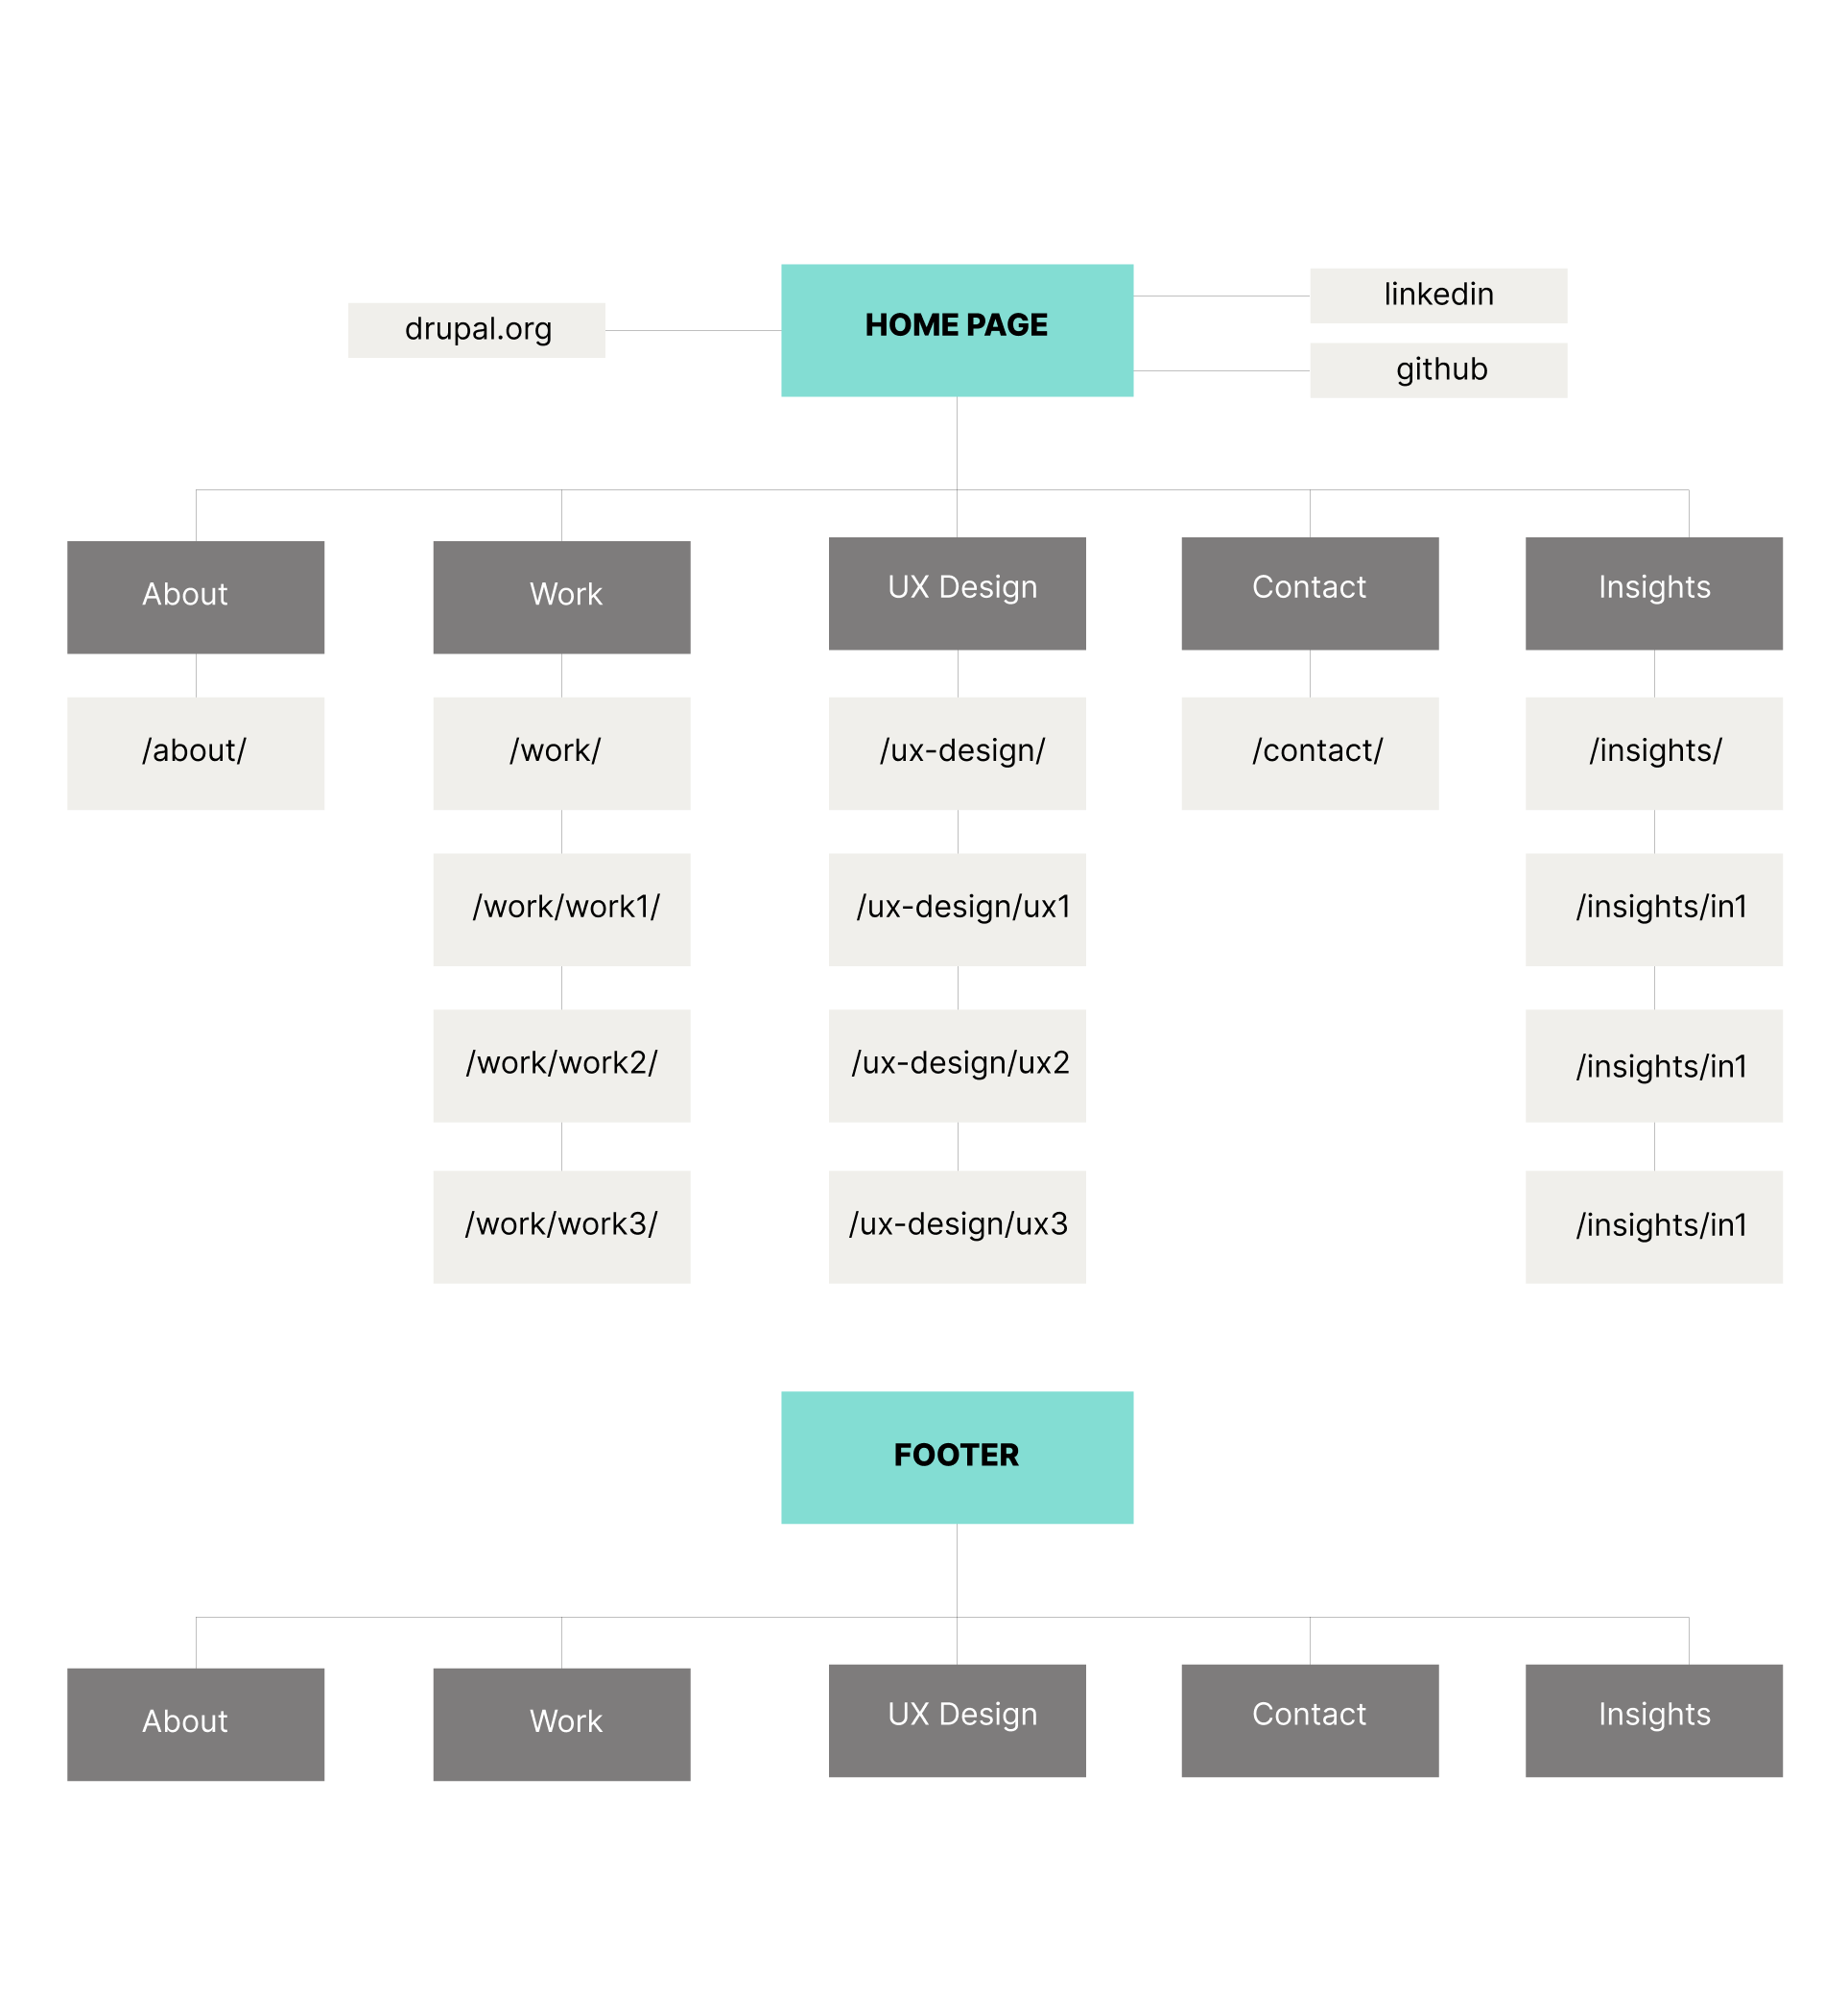 HOME PAGE
drupal.org
linkedin
github
About
Work
UX Design
Contact
Insights
/about/
/work/
/ux-design/
/contact/
/insights/
/work/work1/
/ux-design/ux1
/insights/in1
/work/work2/
/ux-design/ux2
/insights/in1
/work/work3/
/ux-design/ux3
/insights/in1
FOOTER
About
Work
UX Design
Contact
Insights